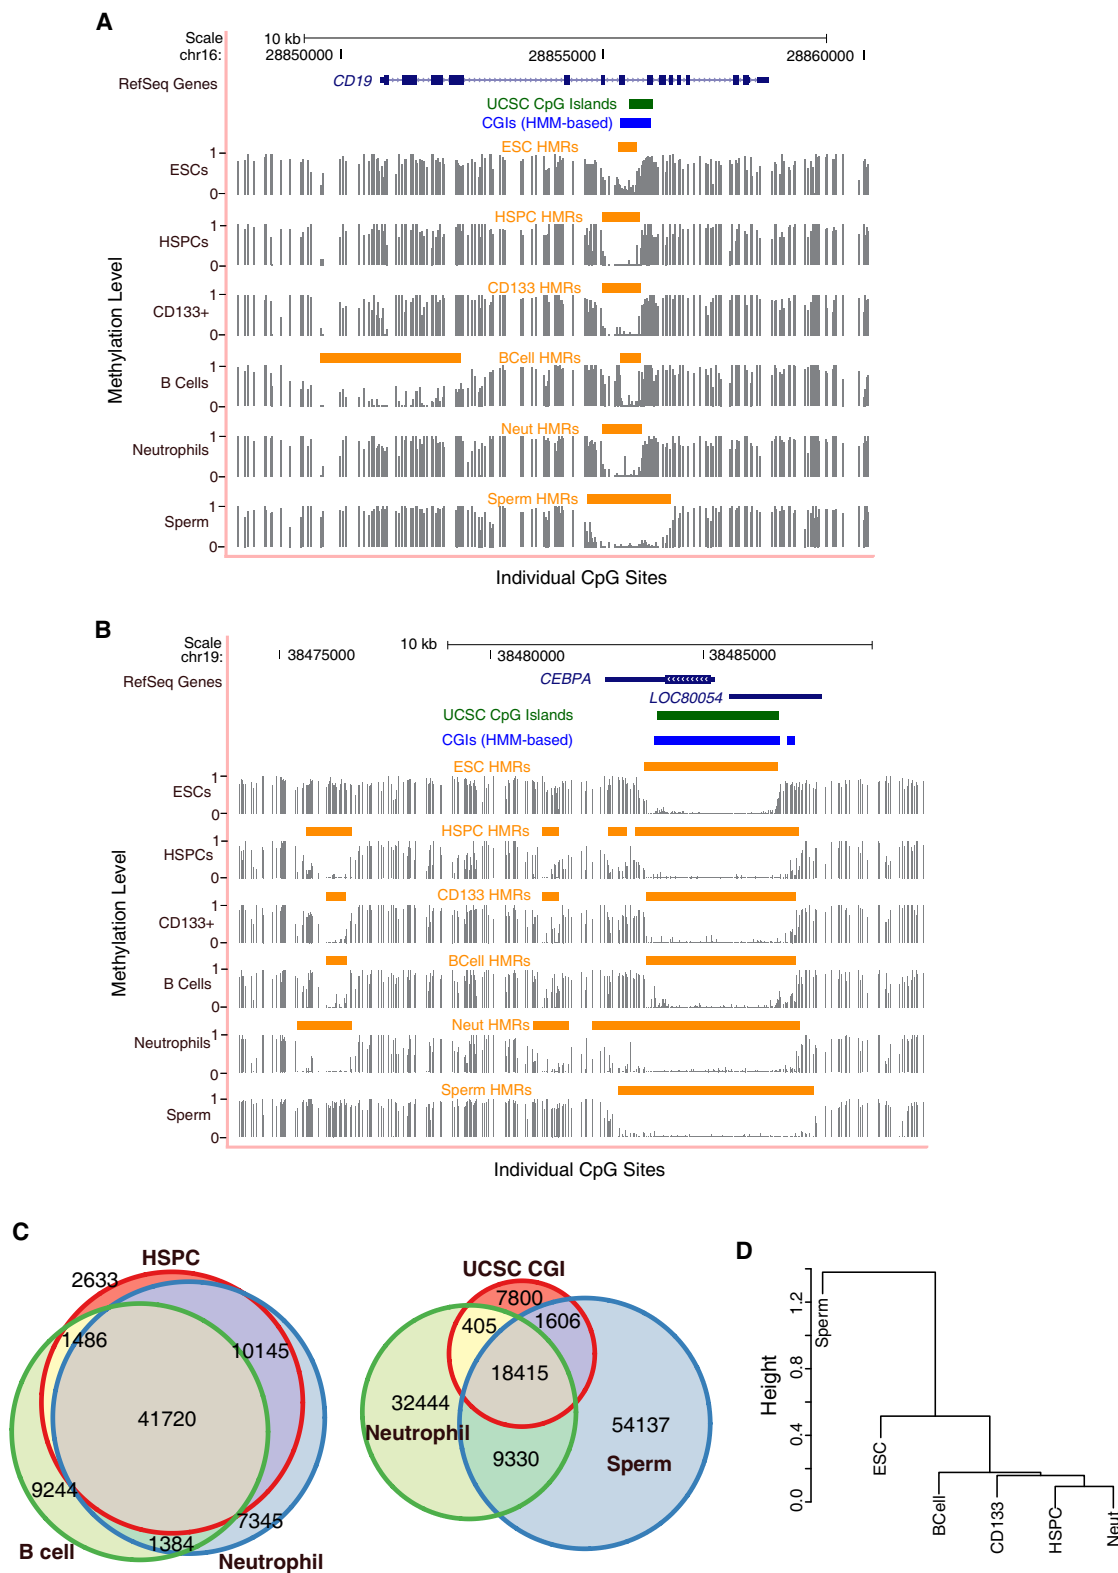 A
Scale
10 kb
chr16:
28850000
28855000
28860000
RefSeq Genes
CD19
UCSC CpG Islands
CGIs (HMM-based)
ESC HMRs
1
ESCs
0
HSPC HMRs
1
HSPCs
0
CD133 HMRs
1
CD133+
0
BCell HMRs
1
B Cells
0
Neut HMRs
1
Neutrophils
0
Sperm HMRs
1
Sperm
0
Methylation Level
Individual CpG Sites
B
Scale
10 kb
chr19:
38475000
38480000
38485000
RefSeq Genes
CEBPA
LOC80054
UCSC CpG Islands
CGIs (HMM-based)
ESC HMRs
1
ESCs
0
HSPC HMRs
1
HSPCs
0
CD133 HMRs
1
CD133+
0
BCell HMRs
1
B Cells
0
Neut HMRs
1
Neutrophils
0
Sperm HMRs
1
Sperm
0
Methylation Level
Individual CpG Sites
C
HSPC
2633
1486
10145
41720
9244
7345
1384
B cell
Neutrophil
UCSC CGI
7800
405
1606
18415
32444
Neutrophil
54137
9330
Sperm
D
Height
0.0
0.4
0.8
1.2
Sperm
ESC
BCell
CD133
HSPC
Neut